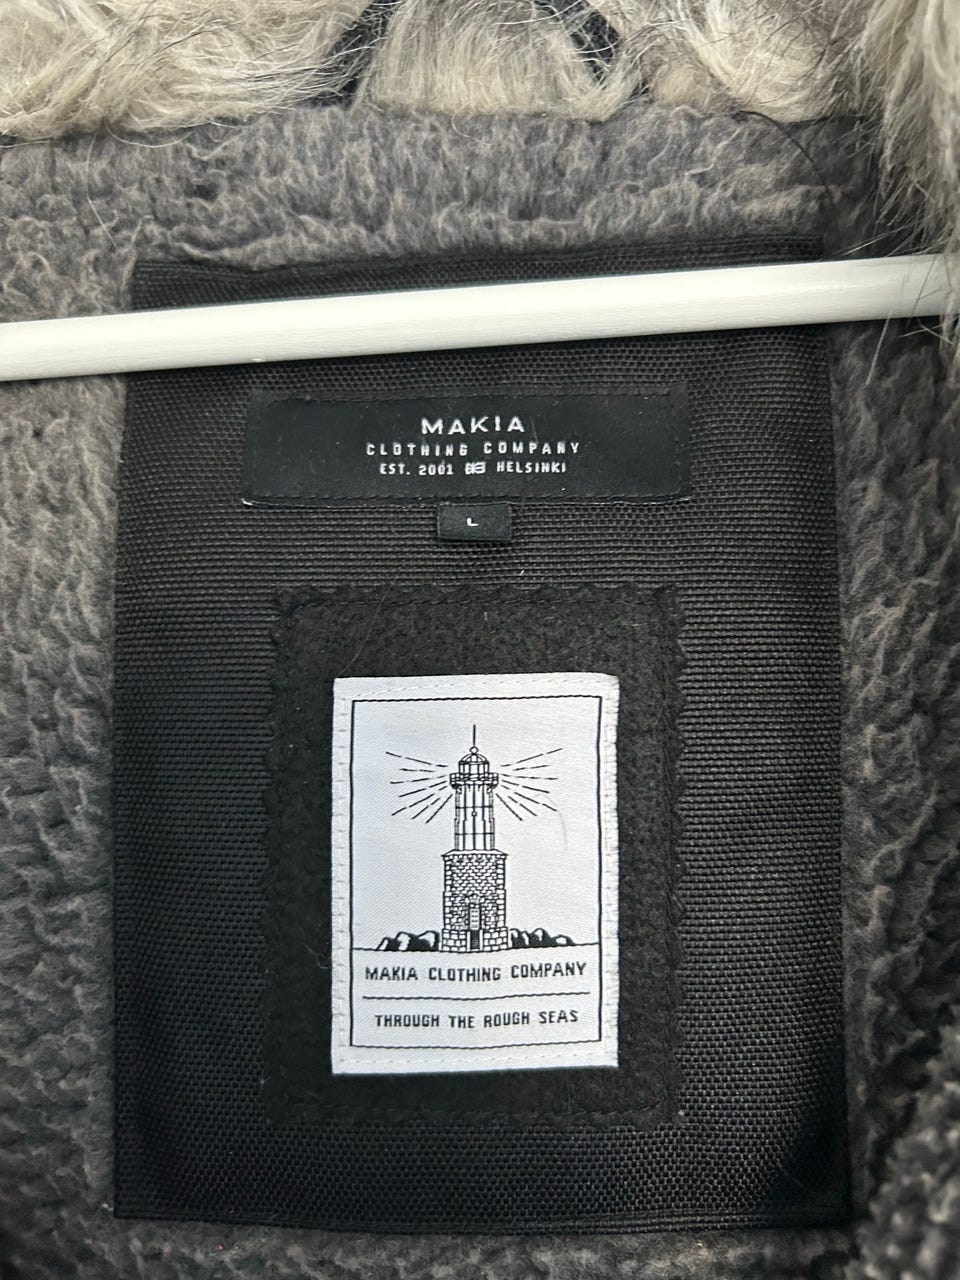 MAKIA
CLOTHING COMPANY
EST. 2001 HELSINKI
L
MAKIA CLOTHING COMPANY
THROUGH THE ROUGH SEAS